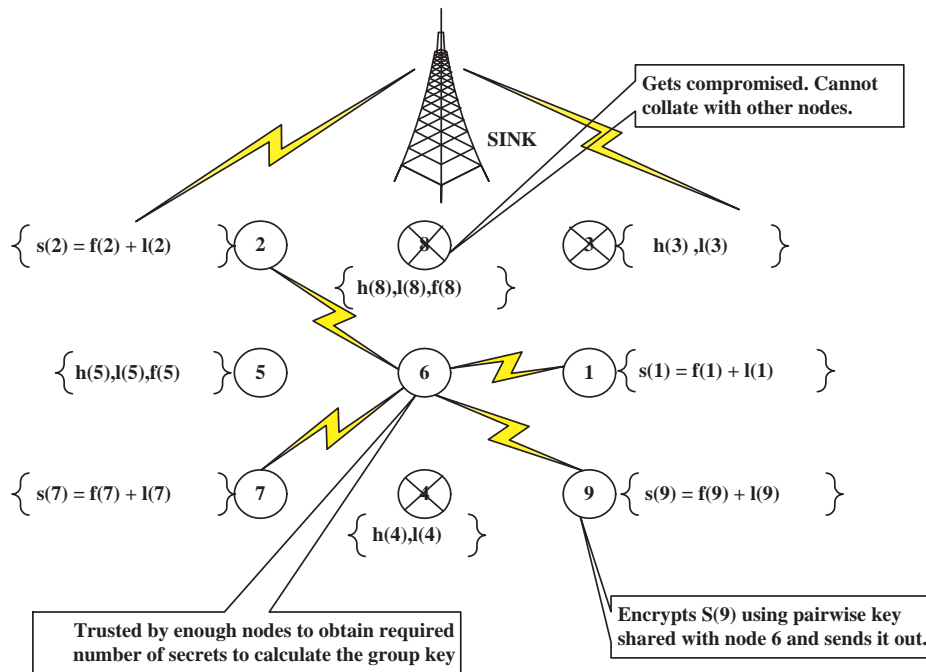 Gets compromised. Cannot
collate with other nodes.
SINK
s(2) = f(2) + l(2)
2
8
3
h(3) ,l(3)
h(8),l(8),f(8)
h(5),l(5),f(5)
5
6
1
s(1) = f(1) + l(1)
s(7) = f(7) + l(7)
7
4
9
s(9) = f(9) + l(9)
h(4),l(4)
Trusted by enough nodes to obtain required
number of secrets to calculate the group key
Encrypts S(9) using pairwise key
shared with node 6 and sends it out.